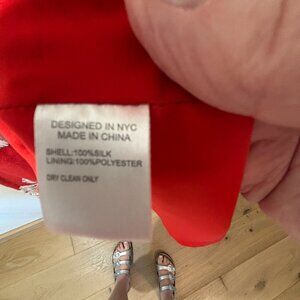 DESIGNED IN NYC
MADE IN CHINA
SHELL:100%SILK
LINING:100%POLYESTER
DRY CLEAN ONLY